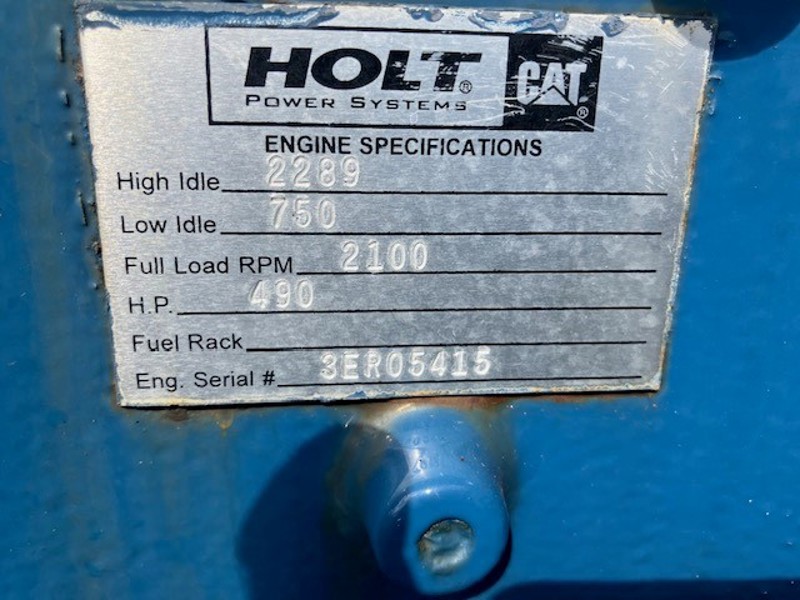 HOLT® CAT®
POWER SYSTEMS
ENGINE SPECIFICATIONS
High Idle 2289
Low Idle 750
Full Load RPM 2100
H.P. 490
Fuel Rack
Eng. Serial # 3ER05415